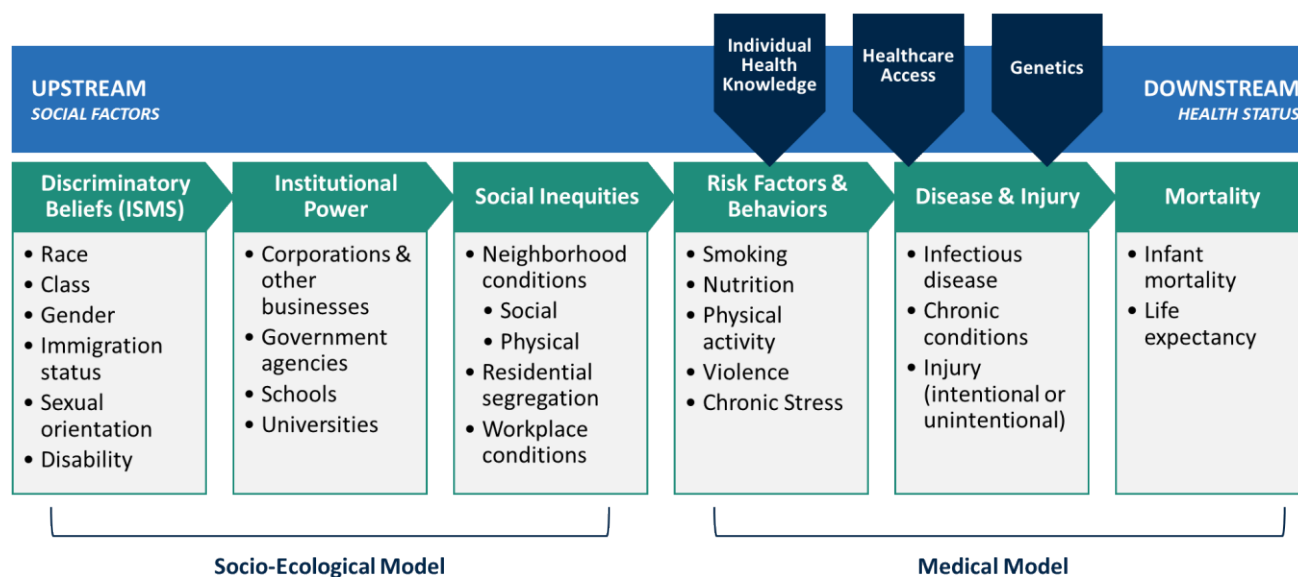 Individual
Health
Knowledge
Healthcare
Access
Genetics
UPSTREAM
SOCIAL FACTORS
DOWNSTREAM
HEALTH STATUS
Discriminatory
Beliefs (ISMS)
Institutional
Power
Social Inequities
Risk Factors &
Behaviors
Disease & Injury
Mortality
• Race
• Class
• Gender
• Immigration
status
• Sexual
orientation
• Disability
• Corporations &
other
businesses
• Government
agencies
• Schools
• Universities
• Neighborhood
conditions
• Social
• Physical
• Residential
segregation
• Workplace
conditions
• Smoking
• Nutrition
• Physical
activity
• Violence
• Chronic Stress
• Infectious
disease
• Chronic
conditions
• Injury
(intentional or
unintentional)
• Infant
mortality
• Life
expectancy
Socio-Ecological Model
Medical Model